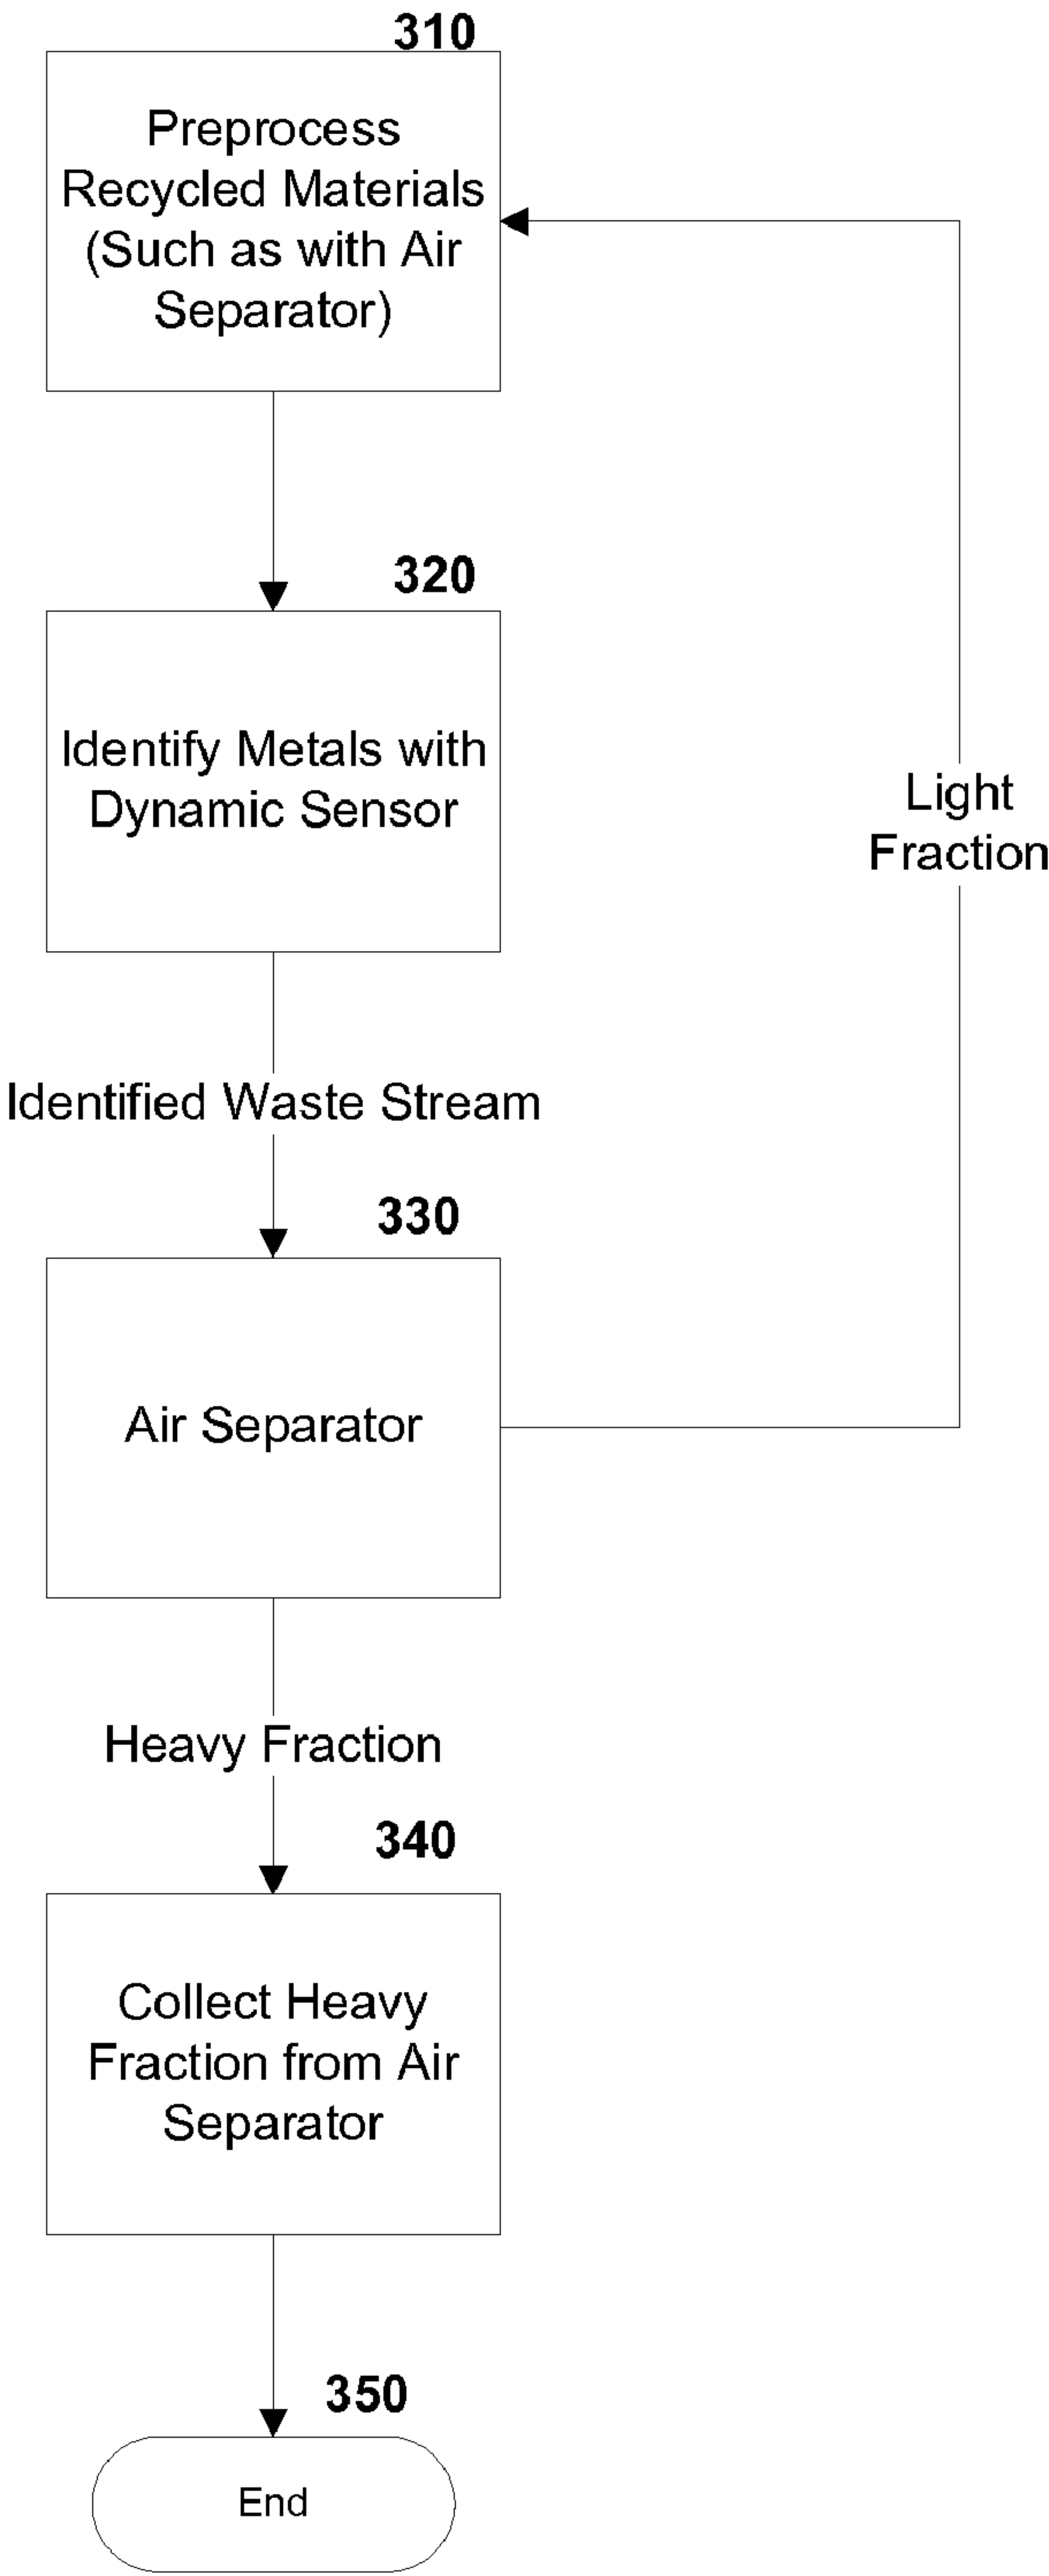 310
Preprocess
Recycled Materials
(Such as with Air
Separator)
320
Identify Metals with
Dynamic Sensor
Light
Fraction
Identified Waste Stream
330
Air Separator
Heavy Fraction
340
Collect Heavy
Fraction from Air
Separator
350
End